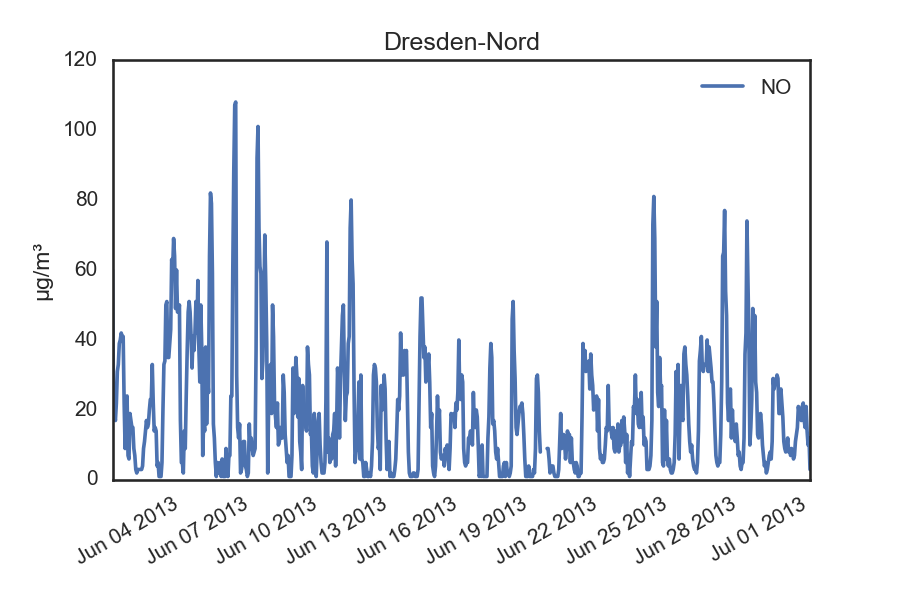 Dresden-Nord
120
100
80
60
40
20
0
µg/m³
NO
Jun 04 2013
Jun 07 2013
Jun 10 2013
Jun 13 2013
Jun 16 2013
Jun 19 2013
Jun 22 2013
Jun 25 2013
Jun 28 2013
Jul 01 2013